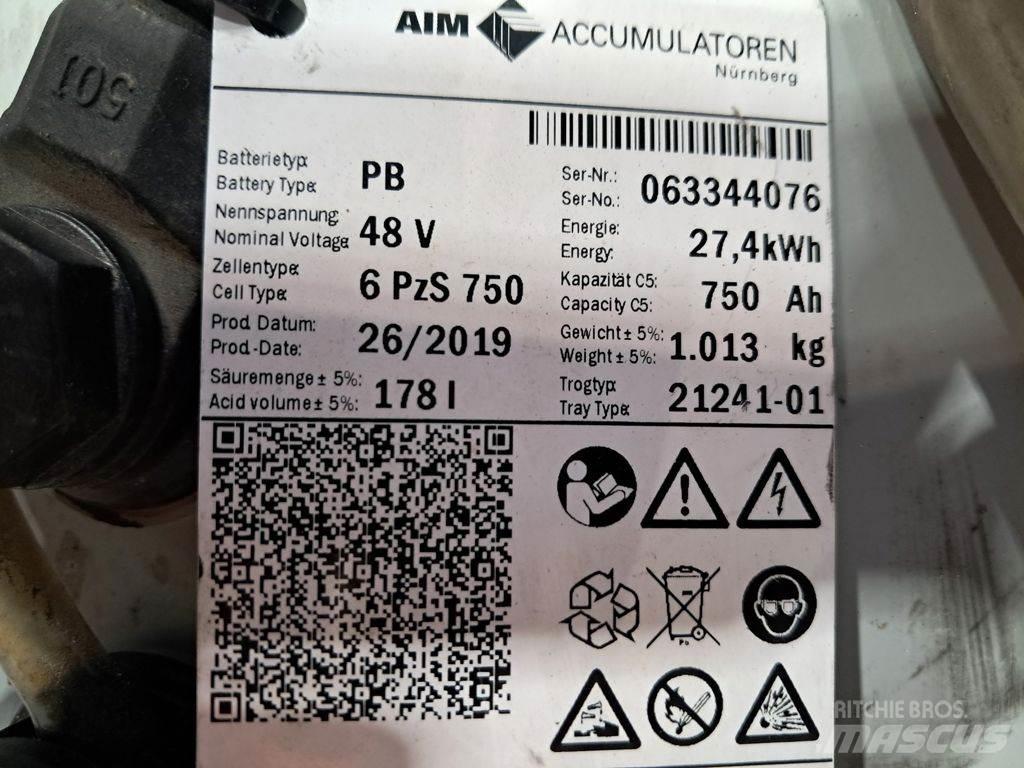 AIM ACCUMULATOREN
Nürnberg
501
Batterietyp:
Battery Type:
PB
Nennspannung:
Nominal Voltage:
48 V
Zellentype:
Cell Type:
6 PzS 750
Prod. Datum:
Prod.-Date:
26/2019
Säuremenge ± 5%:
Acid volume ± 5%:
178 l
Ser-Nr.:
Ser-No.:
063344076
Energie:
Energy:
27,4kWh
Kapazität C5:
Capacity C5:
750 Ah
Gewicht ± 5%:
Weight ± 5%:
1.013 kg
Trogtyp:
Tray Type:
21241-01
Pb
RITCHIE BROS.
MASCUS